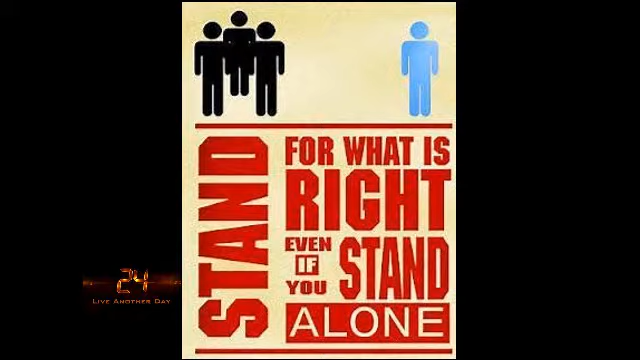 STAND
FOR WHAT IS
RIGHT
EVEN
IF
YOU
STAND
ALONE
24
LIVE ANOTHER DAY